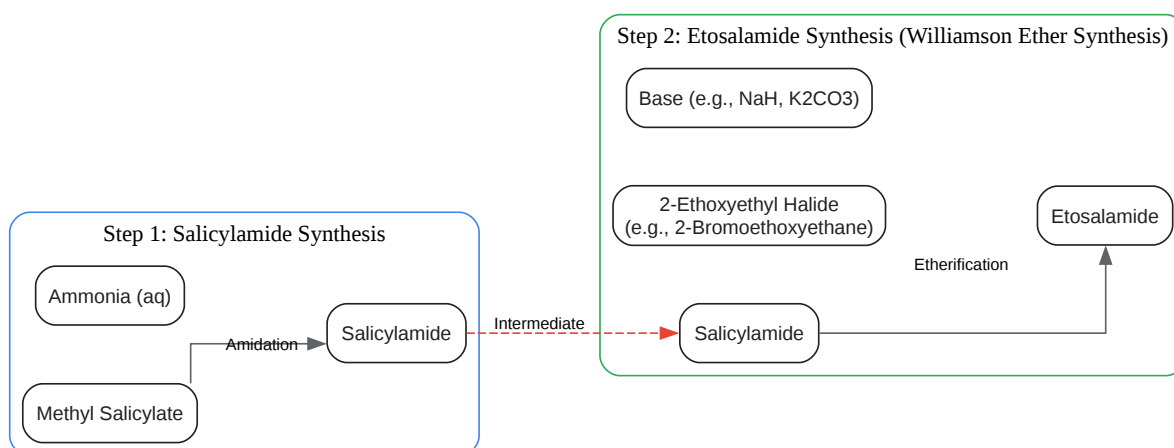 Step 1: Salicylamide Synthesis
Ammonia (aq)
Amidation
Salicylamide
Methyl Salicylate
Intermediate
Step 2: Etosalamide Synthesis (Williamson Ether Synthesis)
Base (e.g., NaH, K2CO3)
2-Ethoxyethyl Halide
(e.g., 2-Bromoethoxyethane)
Etosalamide
Etherification
Salicylamide